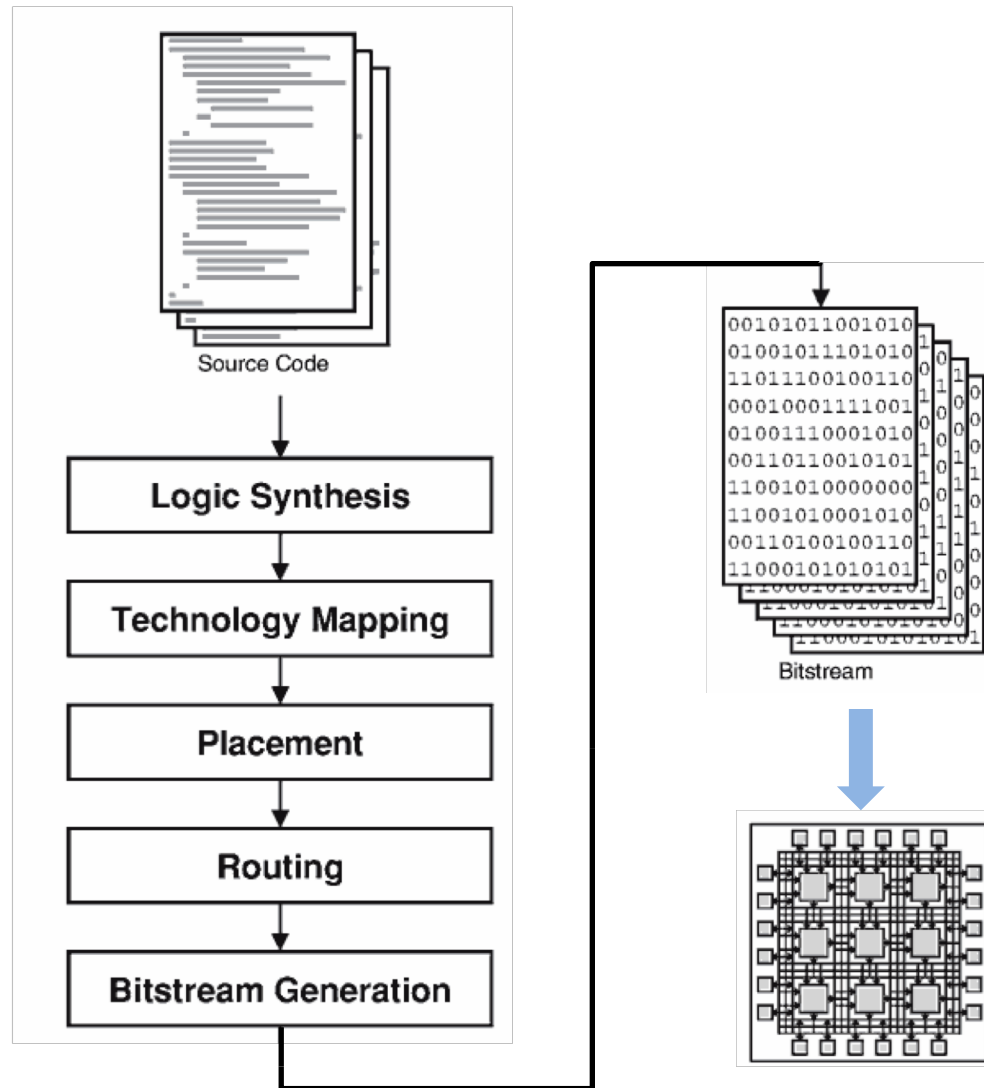 Source Code
Logic Synthesis
Technology Mapping
Placement
Routing
Bitstream Generation
00101011001010
01001011101010
11011100100110
00010001111001
01001110001010
00110110010101
11001010000000
11001010001010
00110100100110
11000101010101
Bitstream